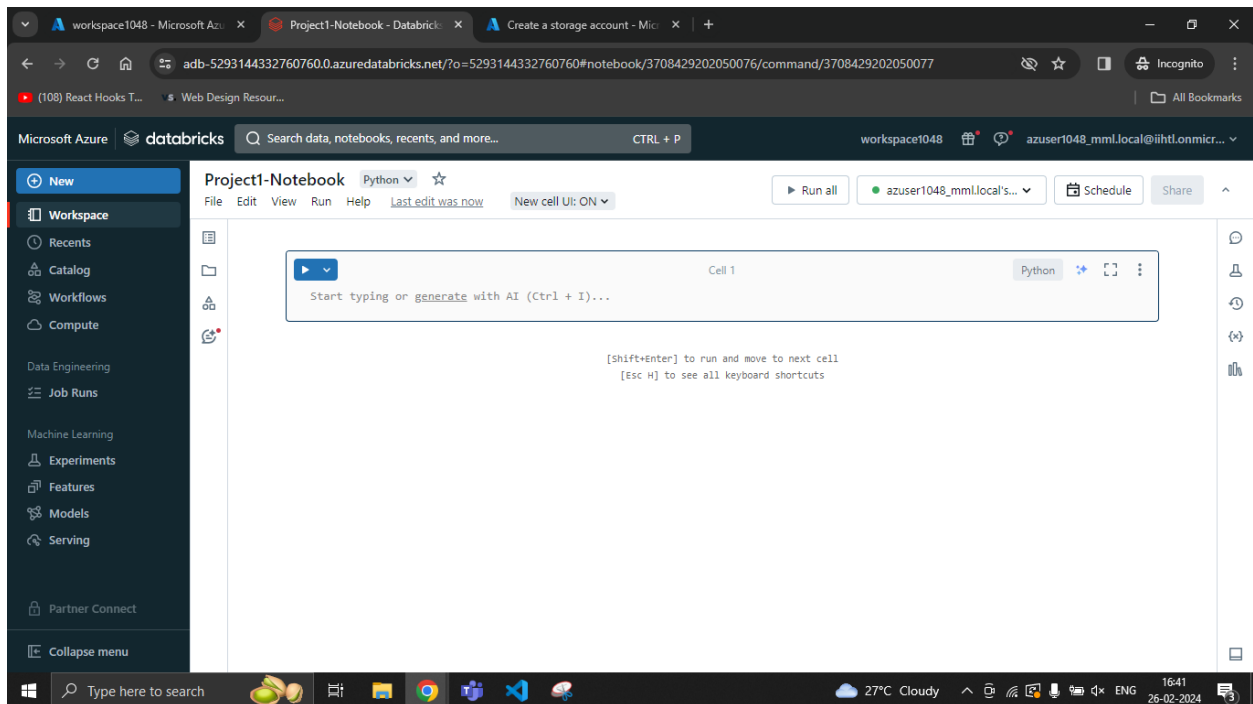 workspace1048 - Microsoft Azu
Project1-Notebook - Databricks
Create a storage account - Micr
adb-5293144332760760.0.azuredatabricks.net/?o=5293144332760760#notebook/3708429202050076/command/3708429202050077
Incognito
(108) React Hooks T...
Web Design Resour...
All Bookmarks
Microsoft Azure
databricks
Search data, notebooks, recents, and more...
CTRL + P
workspace1048
azuser1048_mml.local@iihtl.onmicr...
New
Workspace
Recents
Catalog
Workflows
Compute
Data Engineering
Job Runs
Machine Learning
Experiments
Features
Models
Serving
Partner Connect
Collapse menu
Project1-Notebook
Python
File Edit View Run Help Last edit was now New cell UI: ON
Run all
azuser1048_mml.local's...
Schedule
Share
Cell 1
Python
Start typing or generate with AI (Ctrl + I)...
[Shift+Enter] to run and move to next cell
[Esc H] to see all keyboard shortcuts
Type here to search
27°C Cloudy
ENG
16:41
26-02-2024
3